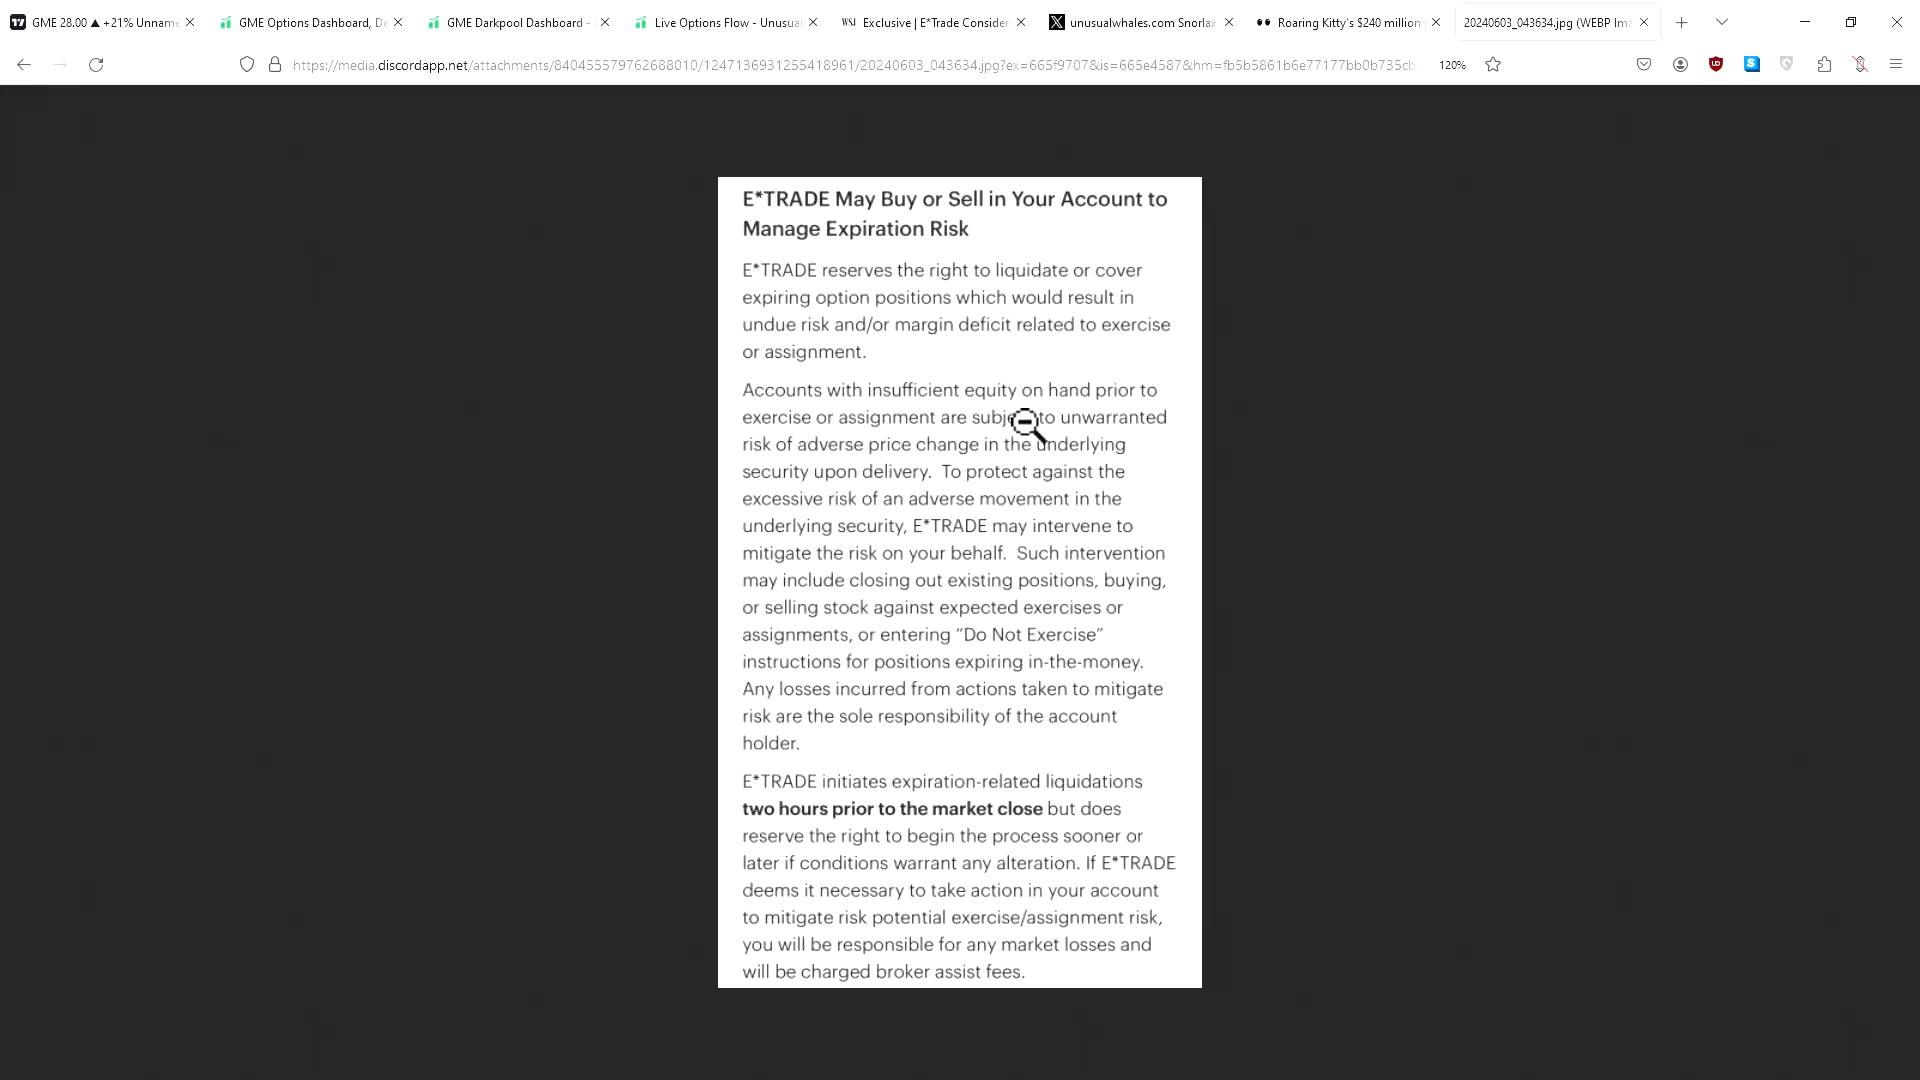 GME 28.00 ▲ +21% Unname
GME Options Dashboard, De
GME Darkpool Dashboard -
Live Options Flow - Unusual
WSJ Exclusive | E*Trade Consider
unusualwhales.com Snorlax
Roaring Kitty's $240 million
20240603_043634.jpg (WEBP Ima
https://media.discordapp.net/attachments/840455579762688010/1247136931255418961/20240603_043634.jpg?ex=665f9707&is=665e4587&hm=fb5b5861b6e77177bb0b735cb
120%
E*TRADE May Buy or Sell in Your Account to
Manage Expiration Risk
E*TRADE reserves the right to liquidate or cover
expiring option positions which would result in
undue risk and/or margin deficit related to exercise
or assignment.
Accounts with insufficient equity on hand prior to
exercise or assignment are subject to unwarranted
risk of adverse price change in the underlying
security upon delivery. To protect against the
excessive risk of an adverse movement in the
underlying security, E*TRADE may intervene to
mitigate the risk on your behalf. Such intervention
may include closing out existing positions, buying,
or selling stock against expected exercises or
assignments, or entering “Do Not Exercise”
instructions for positions expiring in-the-money.
Any losses incurred from actions taken to mitigate
risk are the sole responsibility of the account
holder.
E*TRADE initiates expiration-related liquidations
two hours prior to the market close but does
reserve the right to begin the process sooner or
later if conditions warrant any alteration. If E*TRADE
deems it necessary to take action in your account
to mitigate risk potential exercise/assignment risk,
you will be responsible for any market losses and
will be charged broker assist fees.